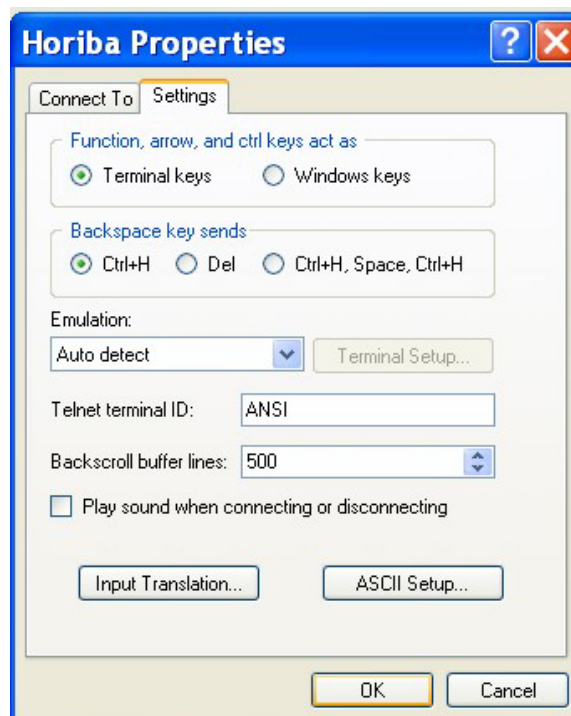 Horiba Properties
?
Connect To Settings
Function, arrow, and ctrl keys act as
Terminal keys Windows keys
Backspace key sends
Ctrl+H Del Ctrl+H, Space, Ctrl+H
Emulation:
Auto detect Terminal Setup...
Telnet terminal ID: ANSI
Backscroll buffer lines: 500
Play sound when connecting or disconnecting
Input Translation... ASCII Setup...
OK Cancel